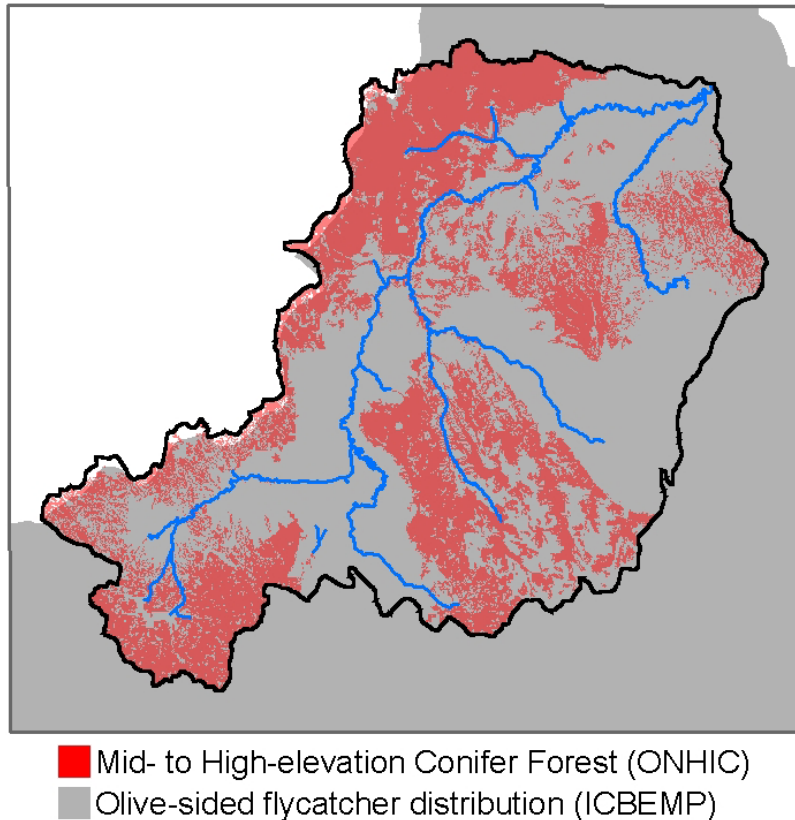 Mid- to High-elevation Conifer Forest (ONHIC)
Olive-sided flycatcher distribution (ICBEMP)